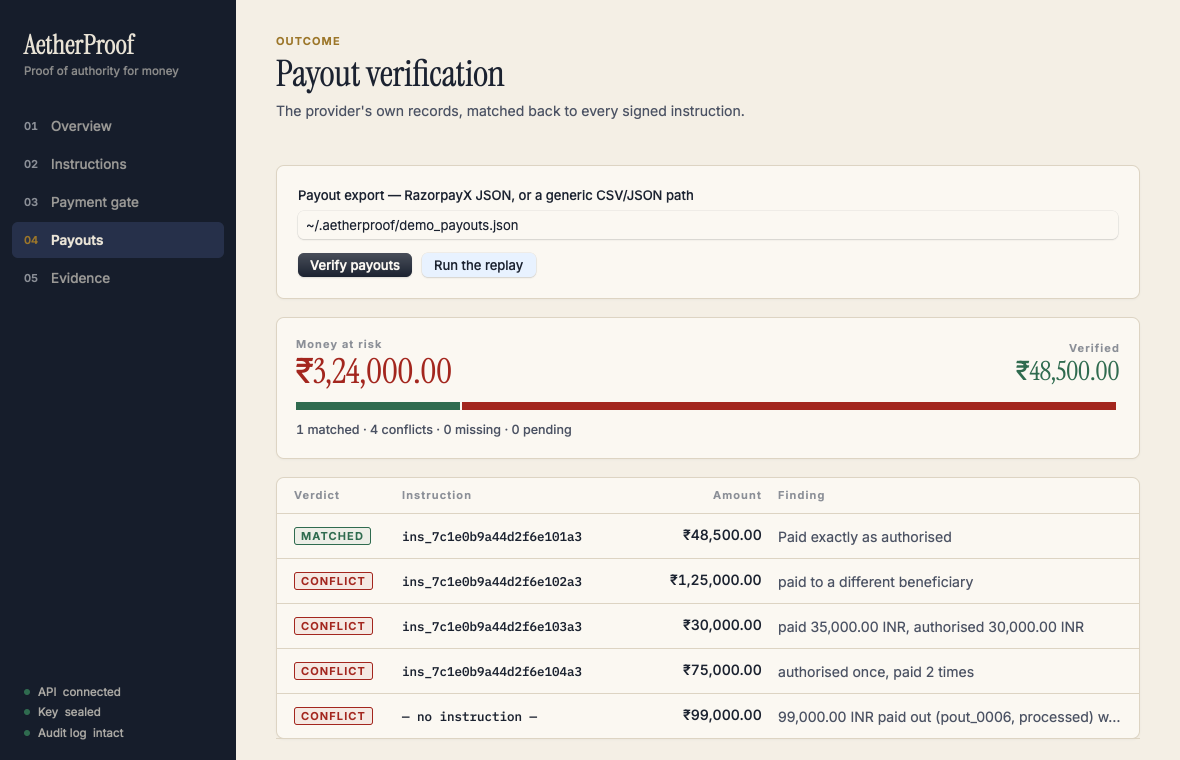 AetherProof
Proof of authority for money
01 Overview
02 Instructions
03 Payment gate
04 Payouts
05 Evidence
API connected
Key sealed
Audit log intact
OUTCOME
Payout verification
The provider's own records, matched back to every signed instruction.
Payout export — RazorpayX JSON, or a generic CSV/JSON path
~/.aetherproof/demo_payouts.json
Verify payouts Run the replay
Money at risk
₹3,24,000.00
Verified
₹48,500.00
1 matched · 4 conflicts · 0 missing · 0 pending
Verdict Instruction Amount Finding
MATCHED ins_7c1e0b9a44d2f6e101a3 ₹48,500.00 Paid exactly as authorised
CONFLICT ins_7c1e0b9a44d2f6e102a3 ₹1,25,000.00 paid to a different beneficiary
CONFLICT ins_7c1e0b9a44d2f6e103a3 ₹30,000.00 paid 35,000.00 INR, authorised 30,000.00 INR
CONFLICT ins_7c1e0b9a44d2f6e104a3 ₹75,000.00 authorised once, paid 2 times
CONFLICT — no instruction — ₹99,000.00 99,000.00 INR paid out (pout_0006, processed) w...